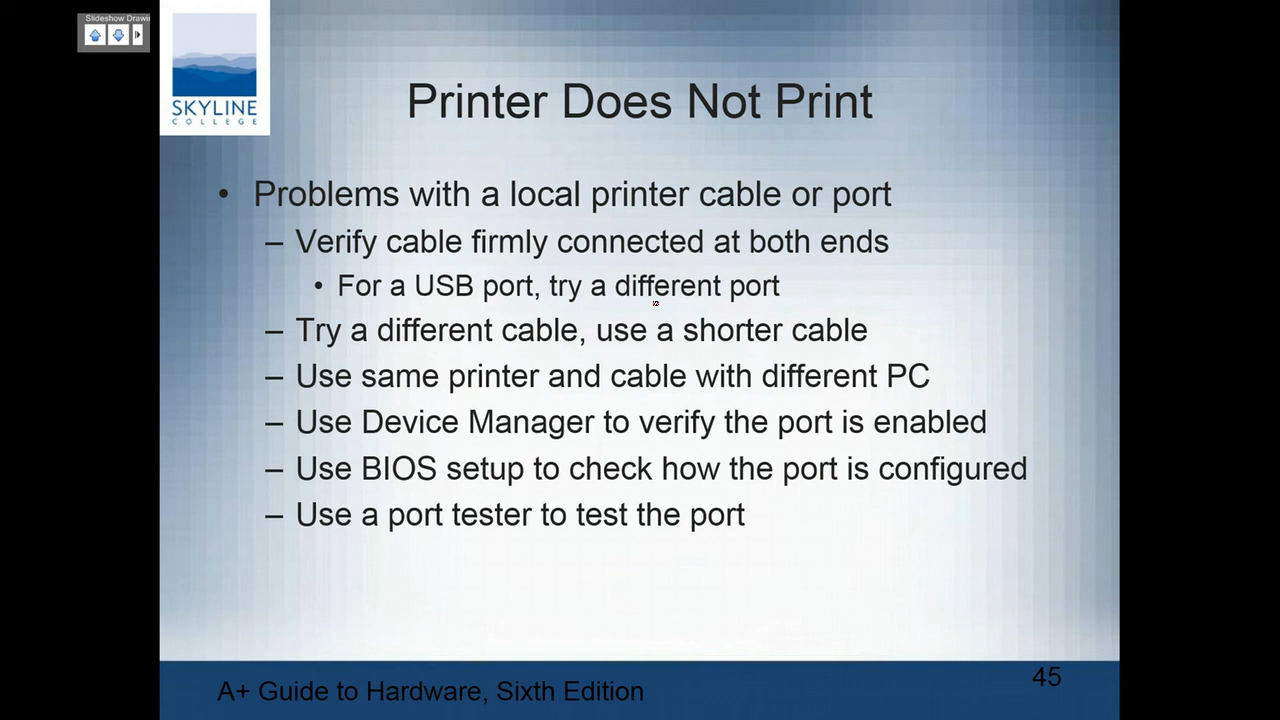 Slideshow Drawi
SKYLINE
COLLEGE
Printer Does Not Print
• Problems with a local printer cable or port
– Verify cable firmly connected at both ends
• For a USB port, try a different port
– Try a different cable, use a shorter cable
– Use same printer and cable with different PC
– Use Device Manager to verify the port is enabled
– Use BIOS setup to check how the port is configured
– Use a port tester to test the port
A+ Guide to Hardware, Sixth Edition
45